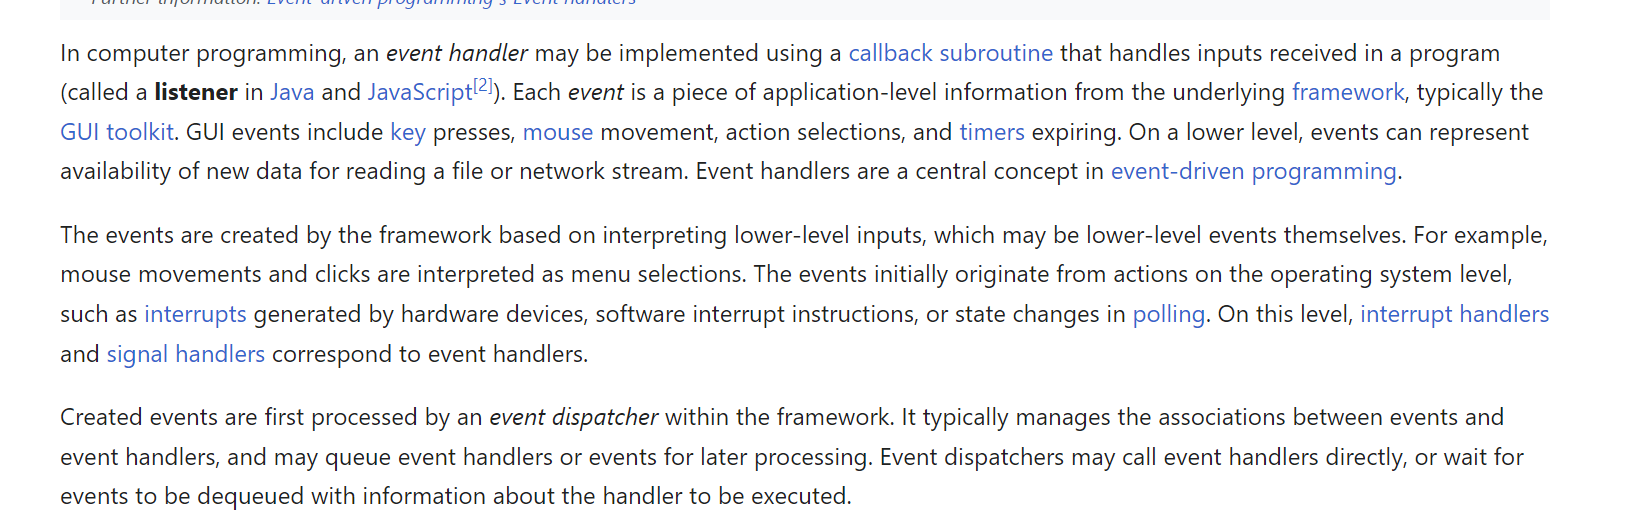 Further information: Event-driven programming § Event handlers
In computer programming, an event handler may be implemented using a callback subroutine that handles inputs received in a program
(called a listener in Java and JavaScript[2]). Each event is a piece of application-level information from the underlying framework, typically the
GUI toolkit. GUI events include key presses, mouse movement, action selections, and timers expiring. On a lower level, events can represent
availability of new data for reading a file or network stream. Event handlers are a central concept in event-driven programming.
The events are created by the framework based on interpreting lower-level inputs, which may be lower-level events themselves. For example,
mouse movements and clicks are interpreted as menu selections. The events initially originate from actions on the operating system level,
such as interrupts generated by hardware devices, software interrupt instructions, or state changes in polling. On this level, interrupt handlers
and signal handlers correspond to event handlers.
Created events are first processed by an event dispatcher within the framework. It typically manages the associations between events and
event handlers, and may queue event handlers or events for later processing. Event dispatchers may call event handlers directly, or wait for
events to be dequeued with information about the handler to be executed.